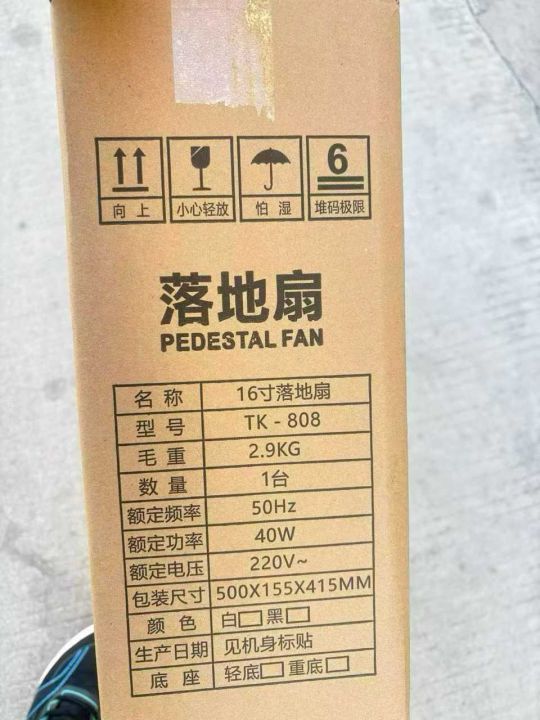 6
向上 小心轻放 怕湿 堆码极限
落地扇
PEDESTAL FAN
名称 16寸落地扇
型号 TK - 808
毛重 2.9KG
数量 1台
额定频率 50Hz
额定功率 40W
额定电压 220V~
包装尺寸 500X155X415MM
颜色 白□ 黑□
生产日期 见机身标贴
底座 轻底□ 重底□